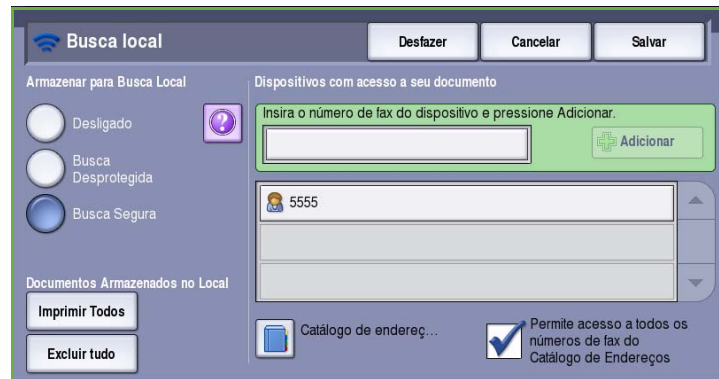 Busca local
Desfazer
Cancelar
Salvar
Armazenar para Busca Local
Desligado
Busca
Desprotegida
Busca Segura
Documentos Armazenados no Local
Imprimir Todos
Excluir tudo
Dispositivos com acesso a seu documento
Insira o número de fax do dispositivo e pressione Adicionar.
Adicionar
5555
Catálogo de endereç...
Permite acesso a todos os
números de fax do
Catálogo de Endereços